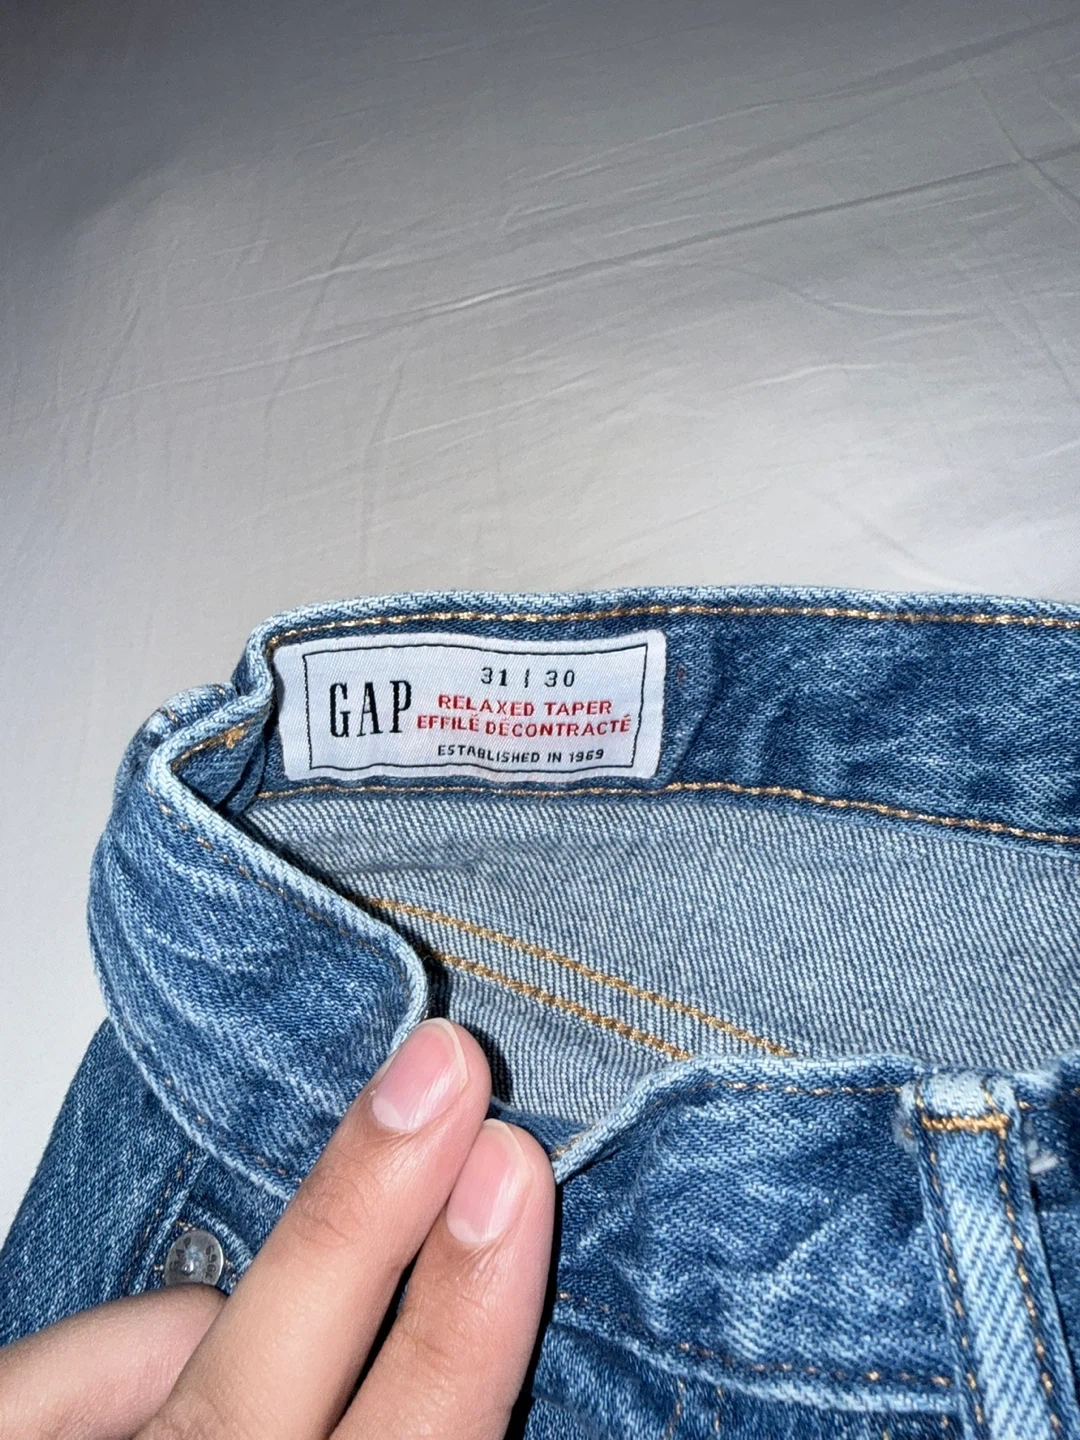 GAP
31 | 30
RELAXED TAPER
EFFILÉ DÉCONTRACTÉ
ESTABLISHED IN 1969